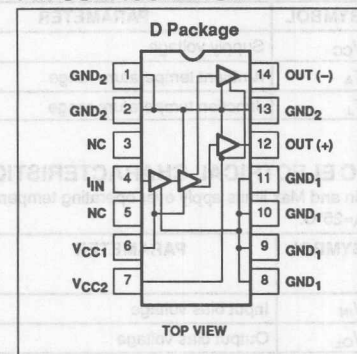 D Package
GND2 1 14 OUT (–)
GND2 2 13 GND2
NC 3 12 OUT (+)
IIN 4 11 GND1
NC 5 10 GND1
VCC1 6 9 GND1
VCC2 7 8 GND1
TOP VIEW